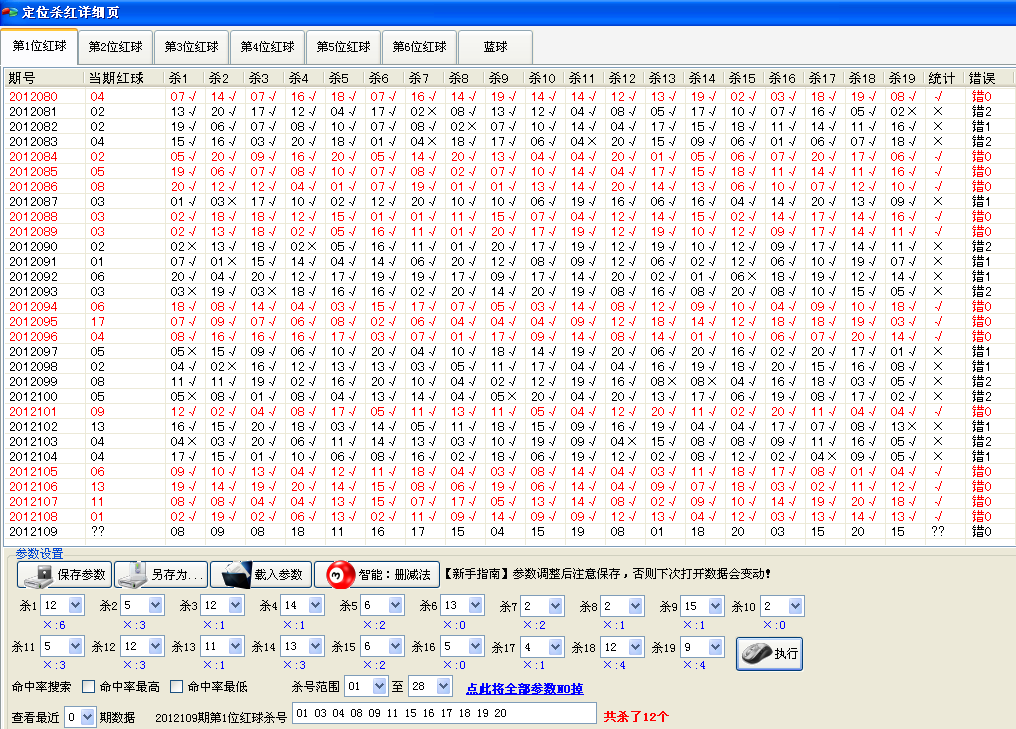 定位杀红详细页
第1位红球 第2位红球 第3位红球 第4位红球 第5位红球 第6位红球 蓝球
期号 当期红球 杀1 杀2 杀3 杀4 杀5 杀6 杀7 杀8 杀9 杀10 杀11 杀12 杀13 杀14 杀15 杀16 杀17 杀18 杀19 统计 错误
2012080 04 07√ 14√ 07√ 16√ 18√ 07√ 16√ 14√ 19√ 14√ 14√ 12√ 13√ 19√ 02√ 03√ 18√ 19√ 08√ √ 错0
2012081 02 13√ 20√ 17√ 12√ 04√ 17√ 02× 08√ 13√ 12√ 04√ 08√ 05√ 17√ 10√ 07√ 16√ 05√ 02× × 错2
2012082 02 19√ 06√ 07√ 08√ 10√ 07√ 08√ 02× 07√ 10√ 14√ 04√ 17√ 15√ 18√ 11√ 14√ 11√ 16√ × 错1
2012083 04 15√ 16√ 03√ 20√ 18√ 01√ 04× 18√ 17√ 06√ 04× 20√ 15√ 09√ 06√ 01√ 06√ 07√ 18√ × 错2
2012084 02 05√ 20√ 09√ 16√ 20√ 05√ 14√ 20√ 13√ 04√ 04√ 20√ 01√ 05√ 06√ 07√ 20√ 17√ 06√ √ 错0
2012085 05 19√ 06√ 07√ 08√ 10√ 07√ 08√ 02√ 07√ 10√ 14√ 04√ 17√ 15√ 18√ 11√ 14√ 11√ 16√ √ 错0
2012086 08 20√ 12√ 12√ 04√ 01√ 07√ 19√ 01√ 01√ 13√ 14√ 20√ 14√ 13√ 06√ 10√ 07√ 12√ 10√ √ 错0
2012087 03 01√ 03× 17√ 10√ 02√ 12√ 20√ 10√ 10√ 06√ 19√ 16√ 06√ 16√ 04√ 14√ 20√ 13√ 09√ × 错1
2012088 03 02√ 18√ 18√ 12√ 15√ 01√ 01√ 11√ 15√ 07√ 04√ 12√ 14√ 15√ 02√ 14√ 17√ 14√ 16√ √ 错0
2012089 03 02√ 13√ 18√ 02√ 05√ 16√ 11√ 01√ 20√ 17√ 19√ 12√ 19√ 10√ 12√ 09√ 17√ 14√ 11√ √ 错0
2012090 02 02× 13√ 18√ 02× 05√ 16√ 11√ 01√ 20√ 17√ 19√ 12√ 19√ 10√ 12√ 09√ 17√ 14√ 11√ × 错2
2012091 01 07√ 01× 15√ 14√ 04√ 14√ 06√ 20√ 12√ 08√ 09√ 12√ 06√ 02√ 12√ 06√ 10√ 19√ 07√ × 错1
2012092 06 20√ 04√ 20√ 12√ 17√ 19√ 19√ 17√ 09√ 17√ 14√ 20√ 02√ 01√ 06× 18√ 19√ 12√ 14√ × 错1
2012093 03 03× 19√ 03× 18√ 16√ 16√ 02√ 20√ 14√ 20√ 19√ 08√ 16√ 08√ 20√ 08√ 10√ 15√ 05√ × 错2
2012094 06 18√ 08√ 14√ 04√ 03√ 15√ 17√ 07√ 05√ 03√ 14√ 08√ 12√ 09√ 10√ 04√ 09√ 10√ 18√ √ 错0
2012095 17 07√ 09√ 07√ 06√ 08√ 02√ 06√ 04√ 04√ 04√ 09√ 12√ 18√ 14√ 12√ 18√ 18√ 19√ 03√ √ 错0
2012096 04 08√ 16√ 16√ 16√ 17√ 03√ 07√ 01√ 17√ 09√ 14√ 08√ 14√ 01√ 10√ 06√ 07√ 20√ 14√ √ 错0
2012097 05 05× 15√ 09√ 06√ 10√ 20√ 04√ 10√ 18√ 14√ 19√ 20√ 06√ 20√ 16√ 02√ 20√ 17√ 01√ × 错1
2012098 02 04√ 02× 16√ 12√ 13√ 13√ 03√ 05√ 11√ 17√ 04√ 04√ 16√ 19√ 18√ 20√ 15√ 16√ 08√ × 错1
2012099 08 11√ 11√ 19√ 02√ 16√ 20√ 10√ 04√ 02√ 12√ 19√ 16√ 08× 08× 04√ 16√ 18√ 03√ 05√ × 错2
2012100 05 05× 08√ 01√ 08√ 04√ 13√ 14√ 04√ 05× 20√ 04√ 20√ 13√ 17√ 06√ 19√ 08√ 17√ 02√ × 错2
2012101 09 12√ 02√ 04√ 08√ 17√ 05√ 11√ 13√ 11√ 05√ 04√ 12√ 20√ 11√ 02√ 20√ 11√ 04√ 04√ √ 错0
2012102 13 16√ 15√ 20√ 18√ 03√ 14√ 05√ 11√ 18√ 15√ 09√ 16√ 19√ 04√ 04√ 17√ 07√ 08√ 13× × 错1
2012103 04 04× 03√ 20√ 06√ 11√ 14√ 13√ 03√ 10√ 19√ 09√ 04× 15√ 08√ 08√ 09√ 11√ 16√ 05√ × 错2
2012104 04 17√ 15√ 01√ 10√ 06√ 08√ 16√ 02√ 18√ 06√ 19√ 12√ 02√ 08√ 12√ 02√ 04× 09√ 05√ × 错1
2012105 06 09√ 10√ 13√ 04√ 12√ 11√ 18√ 04√ 03√ 08√ 14√ 04√ 03√ 11√ 18√ 17√ 08√ 01√ 04√ √ 错0
2012106 13 19√ 14√ 19√ 20√ 14√ 15√ 08√ 06√ 19√ 06√ 14√ 04√ 09√ 07√ 18√ 03√ 02√ 11√ 12√ √ 错0
2012107 11 08√ 08√ 04√ 04√ 13√ 15√ 07√ 17√ 05√ 13√ 14√ 08√ 02√ 09√ 10√ 14√ 19√ 20√ 18√ √ 错0
2012108 01 02√ 19√ 02√ 06√ 13√ 02√ 11√ 09√ 14√ 09√ 09√ 12√ 13√ 04√ 12√ 03√ 13√ 14√ 13√ √ 错0
2012109 ?? 08 09 08 18 11 16 17 15 04 15 19 08 01 18 20 03 15 20 15 ?? 错0
参数设置
保存参数 另存为... 载入参数 智能:删减法 【新手指南】参数调整后注意保存，否则下次打开数据会变动!
杀1 12 杀2 5 杀3 12 杀4 14 杀5 6 杀6 13 杀7 2 杀8 2 杀9 15 杀10 2
×:6 ×:3 ×:1 ×:1 ×:2 ×:0 ×:2 ×:1 ×:1 ×:0
杀11 5 杀12 12 杀13 11 杀14 13 杀15 6 杀16 5 杀17 4 杀18 12 杀19 9 执行
×:3 ×:3 ×:1 ×:3 ×:2 ×:0 ×:1 ×:4 ×:4
命中率搜索 命中率最高 命中率最低 杀号范围 01 至 28 点此将全部参数NO掉
查看最近 0 期数据 2012109期第1位红球杀号 01 03 04 08 09 11 15 16 17 18 19 20 共杀了12个